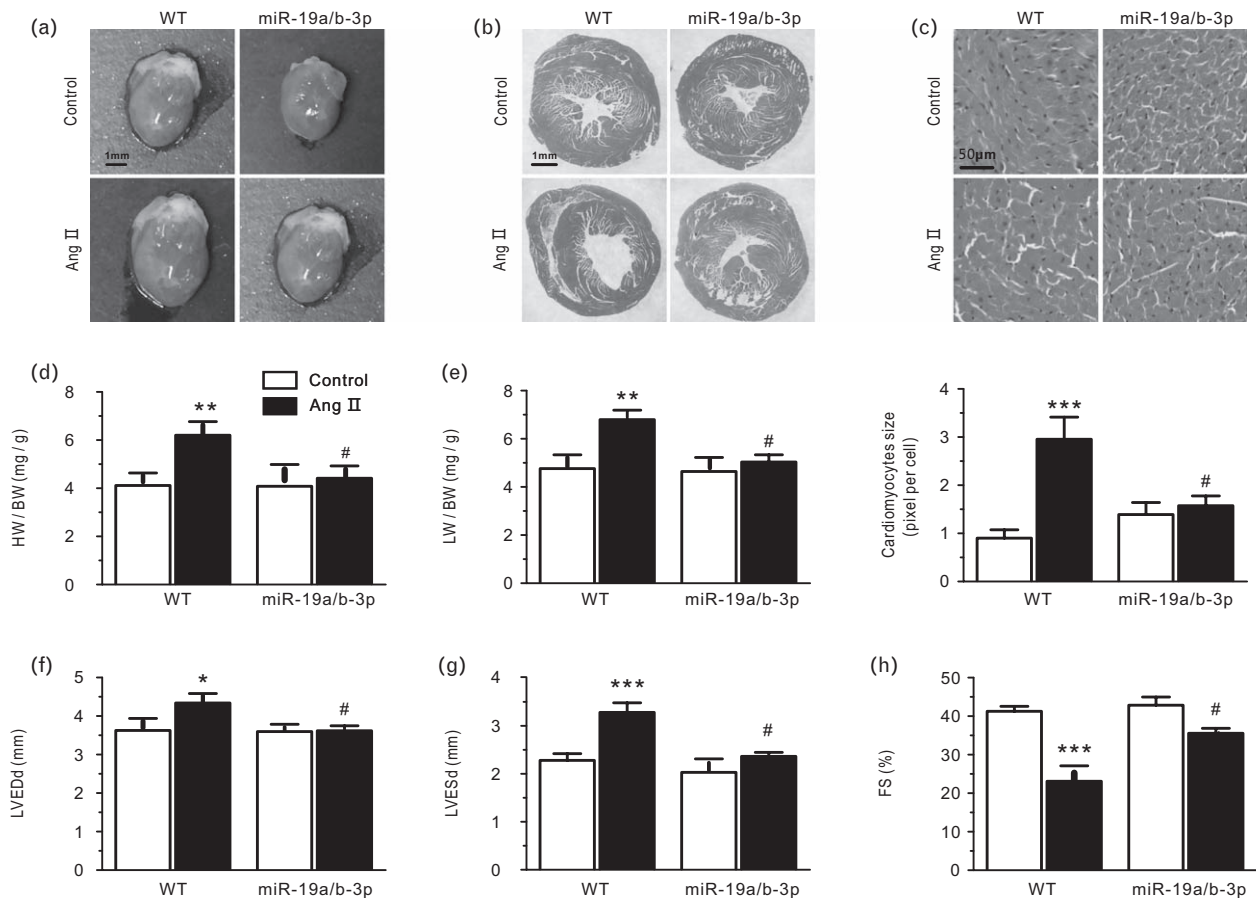 (a)
WT
miR-19a/b-3p
Control
1mm
Ang Ⅱ
(b)
WT
miR-19a/b-3p
Control
1mm
Ang Ⅱ
(c)
WT
miR-19a/b-3p
Control
50μm
Ang Ⅱ
(d)
Control
Ang Ⅱ
HW / BW (mg / g)
8
6
4
2
0
**
#
WT
miR-19a/b-3p
(e)
LW / BW (mg / g)
8
6
4
2
0
**
#
WT
miR-19a/b-3p
Cardiomyocytes size
(pixel per cell)
4
3
2
1
0
***
#
WT
miR-19a/b-3p
(f)
LVEDd (mm)
5
4
3
2
1
0
*
#
WT
miR-19a/b-3p
(g)
LVESd (mm)
4
3
2
1
0
***
#
WT
miR-19a/b-3p
(h)
FS (%)
50
40
30
20
10
0
***
#
WT
miR-19a/b-3p